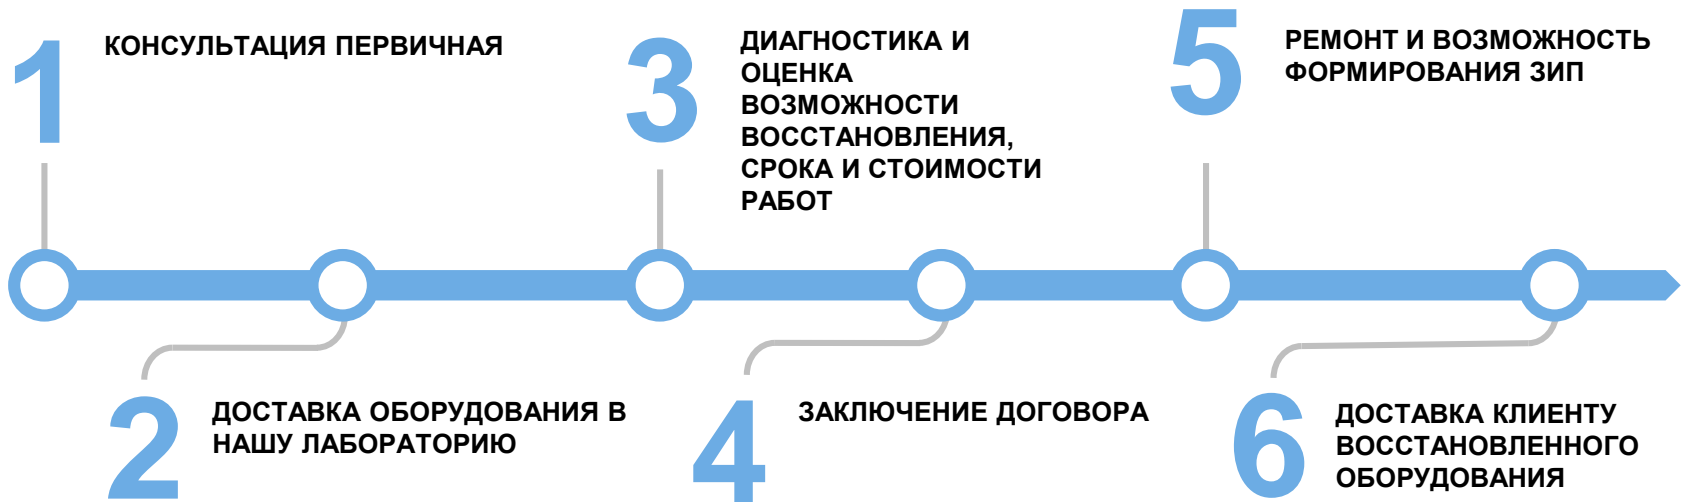 1
КОНСУЛЬТАЦИЯ ПЕРВИЧНАЯ
2
ДОСТАВКА ОБОРУДОВАНИЯ В
НАШУ ЛАБОРАТОРИЮ
3
ДИАГНОСТИКА И
ОЦЕНКА
ВОЗМОЖНОСТИ
ВОССТАНОВЛЕНИЯ,
СРОКА И СТОИМОСТИ
РАБОТ
4
ЗАКЛЮЧЕНИЕ ДОГОВОРА
5
РЕМОНТ И ВОЗМОЖНОСТЬ
ФОРМИРОВАНИЯ ЗИП
6
ДОСТАВКА КЛИЕНТУ
ВОССТАНОВЛЕННОГО
ОБОРУДОВАНИЯ